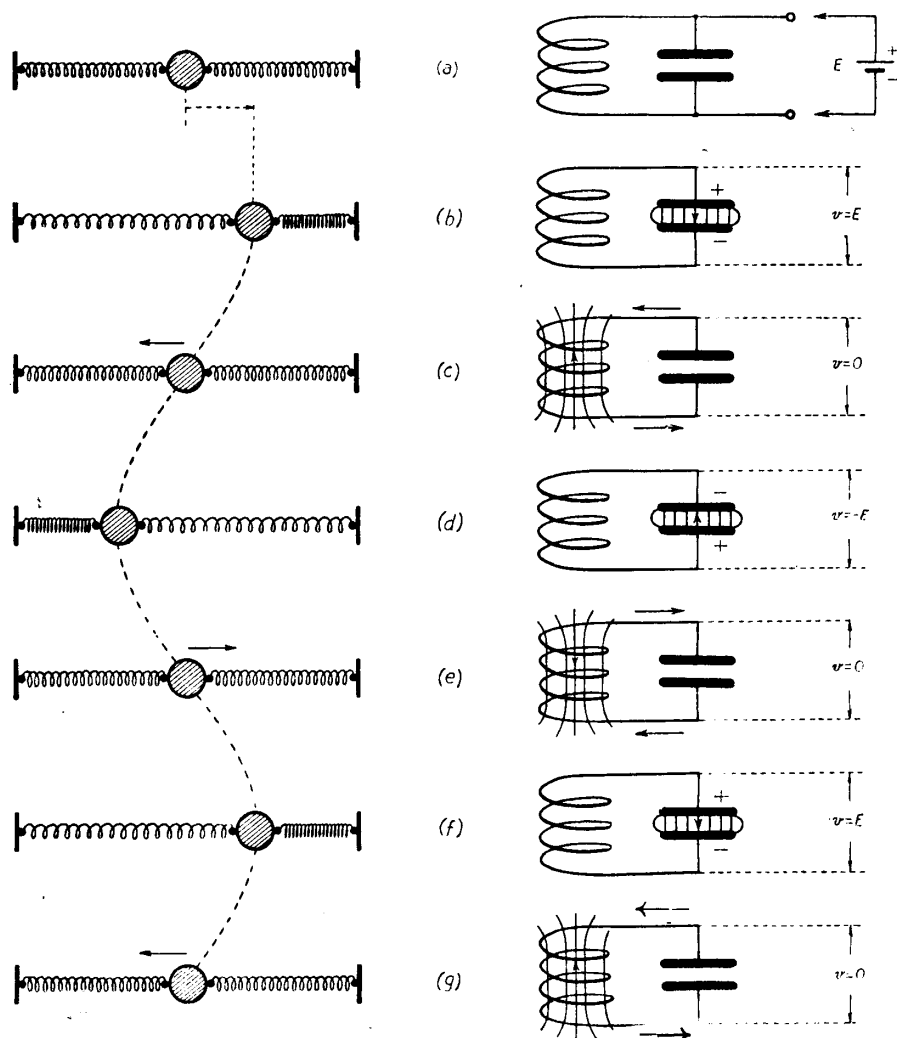 (a)
E
+
−
(b)
+
−
v=E
(c)
v=0
(d)
−
+
v=-E
(e)
v=0
(f)
+
−
v=E
(g)
v=0